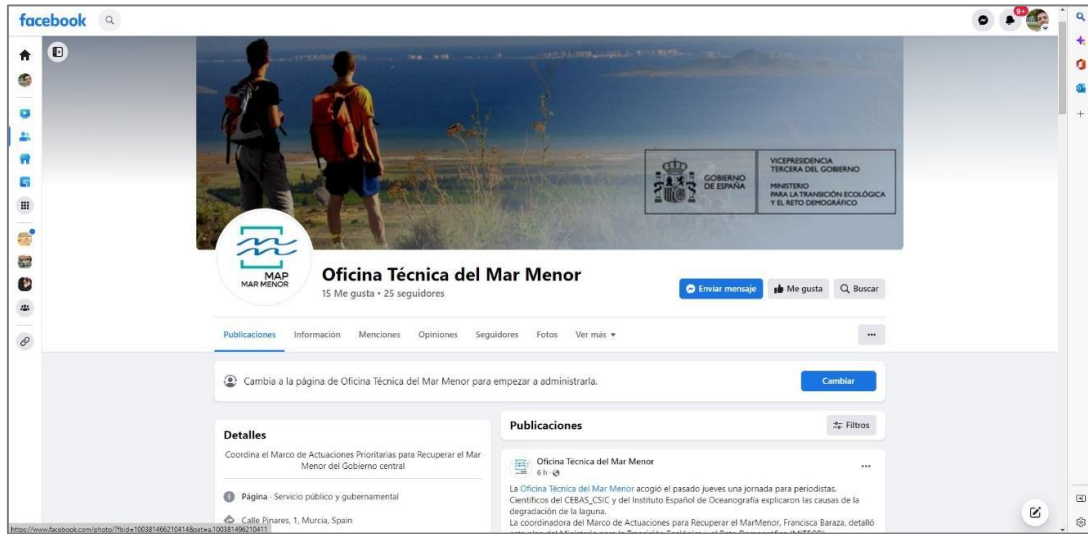 facebook
9+
GOBIERNO
DE ESPAÑA
VICEPRESIDENCIA
TERCERA DEL GOBIERNO
MINISTERIO
PARA LA TRANSICIÓN ECOLÓGICA
Y EL RETO DEMOGRÁFICO
MAP
MAR MENOR
Oficina Técnica del Mar Menor
15 Me gusta • 25 seguidores
Enviar mensaje
Me gusta
Buscar
Publicaciones Información Menciones Opiniones Seguidores Fotos Ver más
Cambia a la página de Oficina Técnica del Mar Menor para empezar a administrarla.
Cambiar
Detalles
Coordina el Marco de Actuaciones Prioritarias para Recuperar el Mar
Menor del Gobierno central
Página · Servicio público y gubernamental
Calle Pinares, 1, Murcia, Spain
Publicaciones
Filtros
Oficina Técnica del Mar Menor
6 h ·
La Oficina Técnica del Mar Menor acogió el pasado jueves una jornada para periodistas.
Científicos del CEBAS_CSIC y del Instituto Español de Oceanografía explicaron las causas de la
degradación de la laguna.
La coordinadora del Marco de Actuaciones para Recuperar el MarMenor, Francisca Baraza, detalló